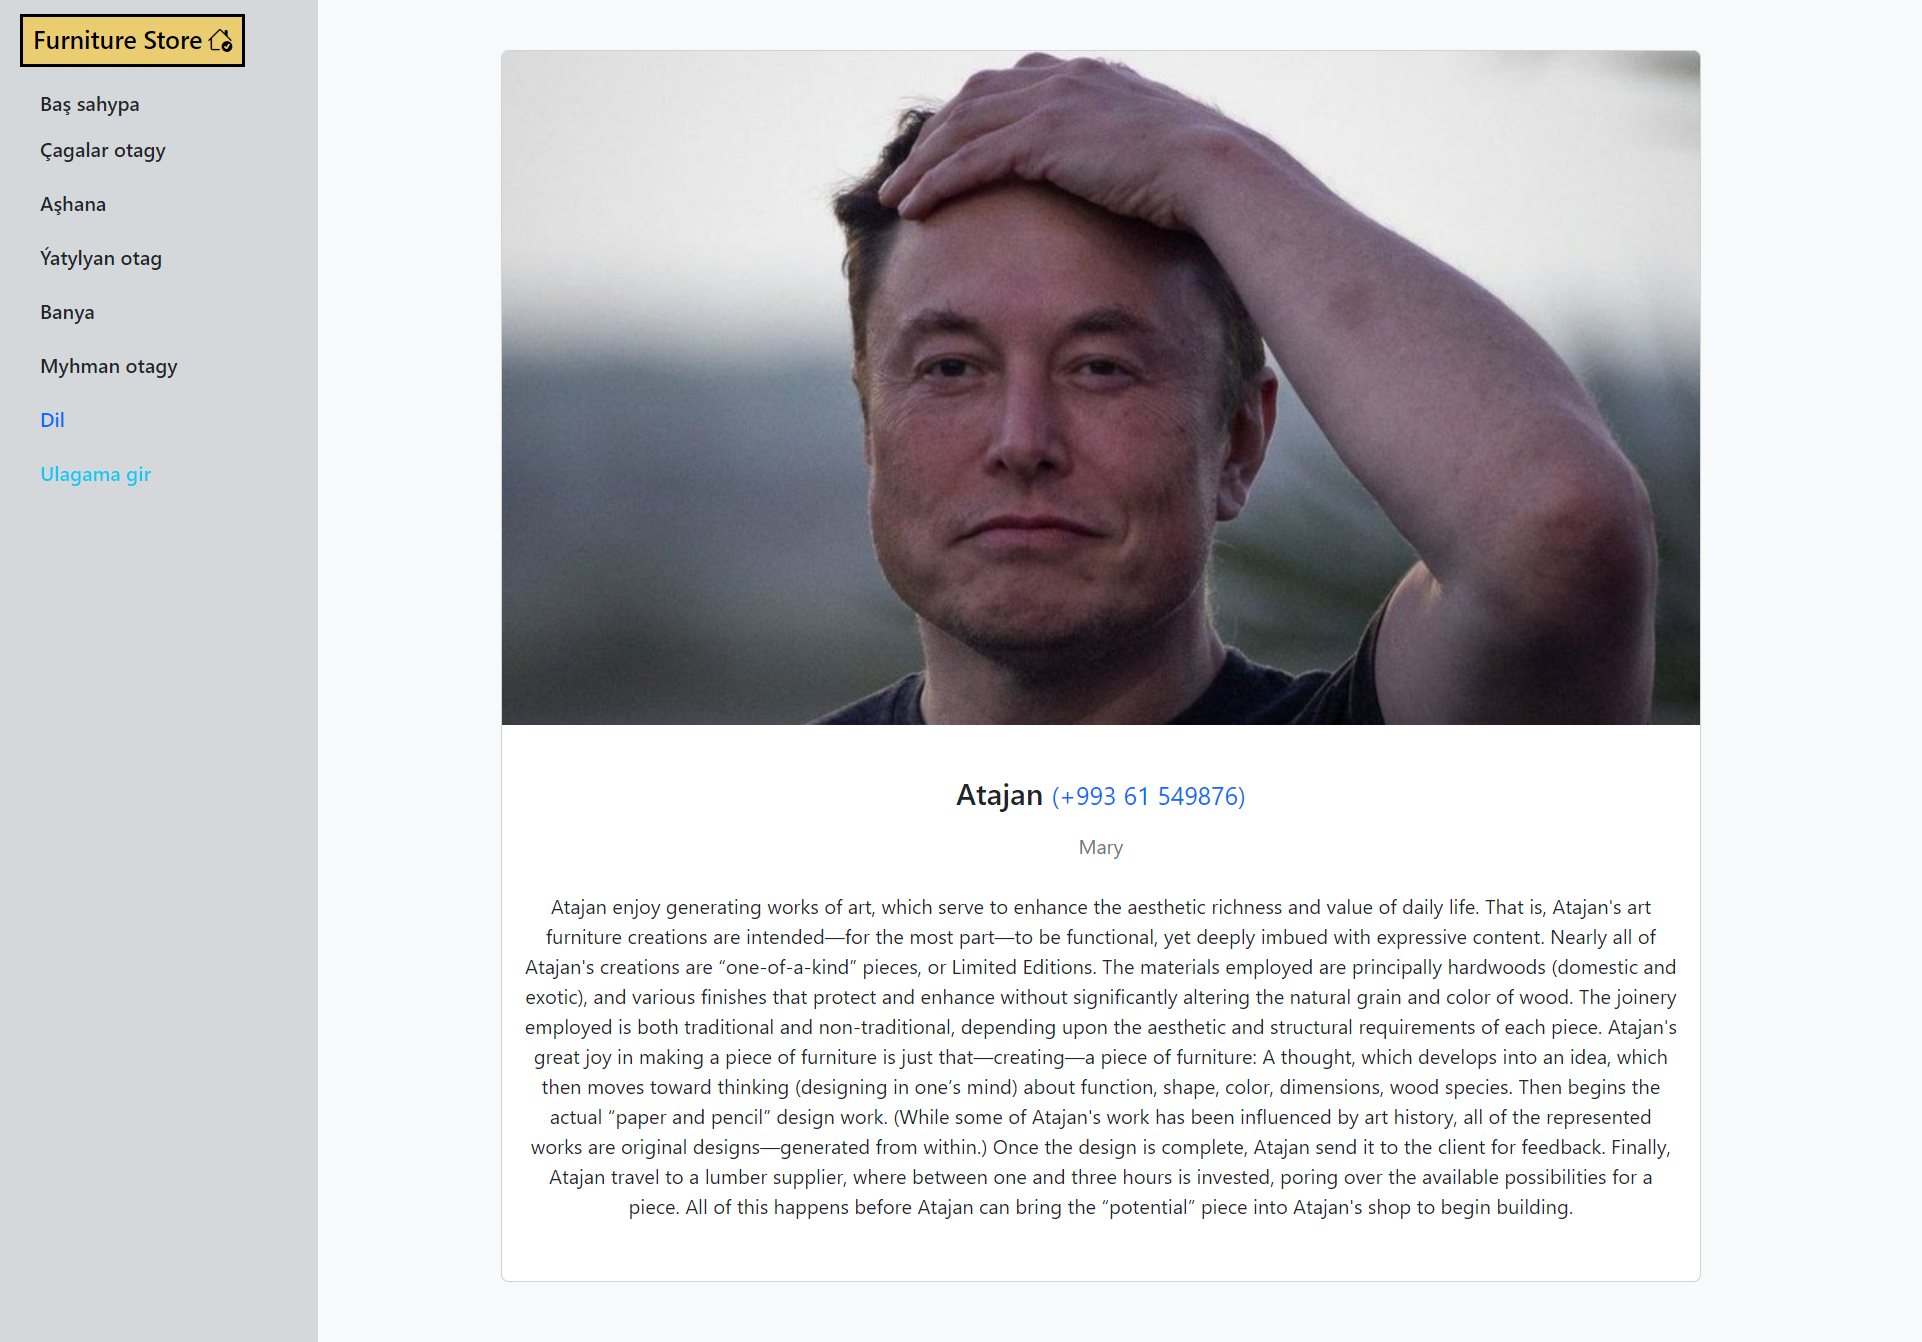 Furniture Store
Baş sahypa
Çagalar otagy
Aşhana
Ýatylyan otag
Banya
Myhman otagy
Dil
Ulagama gir
Atajan (+993 61 549876)
Mary
Atajan enjoy generating works of art, which serve to enhance the aesthetic richness and value of daily life. That is, Atajan's art
furniture creations are intended—for the most part—to be functional, yet deeply imbued with expressive content. Nearly all of
Atajan's creations are “one-of-a-kind” pieces, or Limited Editions. The materials employed are principally hardwoods (domestic and
exotic), and various finishes that protect and enhance without significantly altering the natural grain and color of wood. The joinery
employed is both traditional and non-traditional, depending upon the aesthetic and structural requirements of each piece. Atajan's
great joy in making a piece of furniture is just that—creating—a piece of furniture: A thought, which develops into an idea, which
then moves toward thinking (designing in one’s mind) about function, shape, color, dimensions, wood species. Then begins the
actual “paper and pencil” design work. (While some of Atajan's work has been influenced by art history, all of the represented
works are original designs—generated from within.) Once the design is complete, Atajan send it to the client for feedback. Finally,
Atajan travel to a lumber supplier, where between one and three hours is invested, poring over the available possibilities for a
piece. All of this happens before Atajan can bring the “potential” piece into Atajan's shop to begin building.